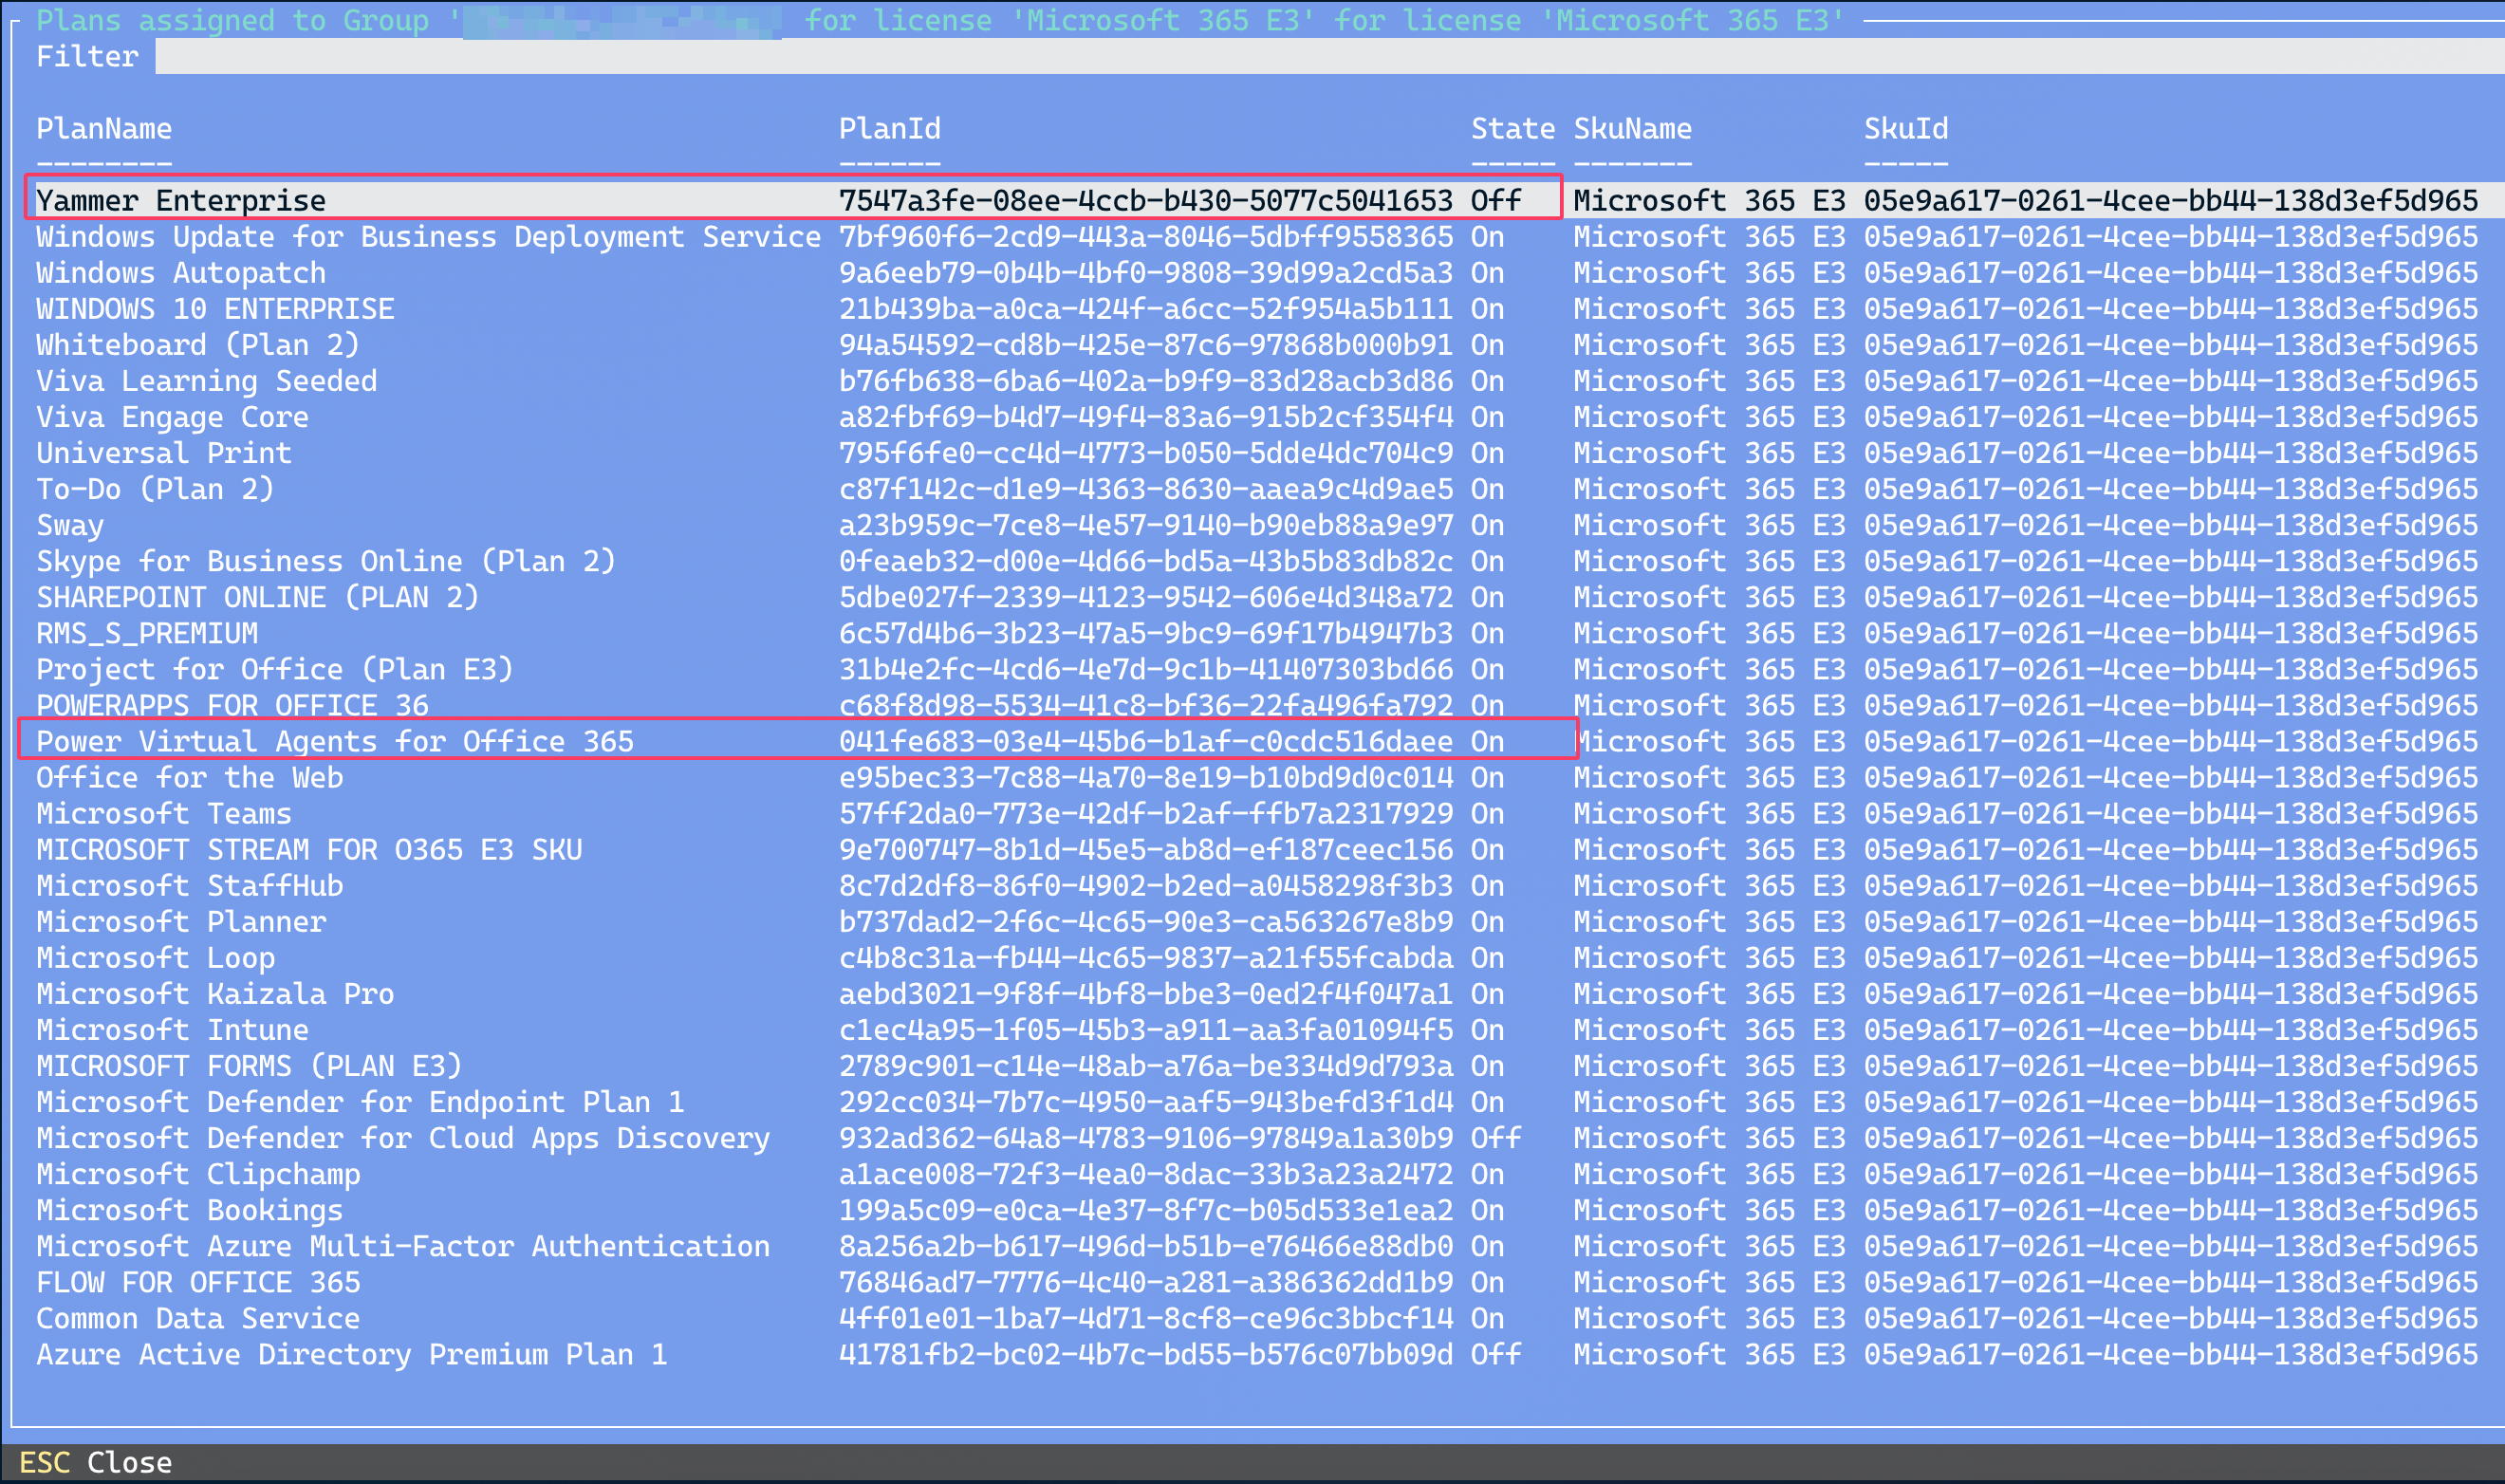 Plans assigned to Group ' for license 'Microsoft 365 E3' for license 'Microsoft 365 E3'
Filter
PlanName PlanId State SkuName SkuId
-------- ------ ----- ------- -----
Yammer Enterprise 7547a3fe-08ee-4ccb-b430-5077c5041653 Off Microsoft 365 E3 05e9a617-0261-4cee-bb44-138d3ef5d965
Windows Update for Business Deployment Service 7bf960f6-2cd9-443a-8046-5dbff9558365 On Microsoft 365 E3 05e9a617-0261-4cee-bb44-138d3ef5d965
Windows Autopatch 9a6eeb79-0b4b-4bf0-9808-39d99a2cd5a3 On Microsoft 365 E3 05e9a617-0261-4cee-bb44-138d3ef5d965
WINDOWS 10 ENTERPRISE 21b439ba-a0ca-424f-a6cc-52f954a5b111 On Microsoft 365 E3 05e9a617-0261-4cee-bb44-138d3ef5d965
Whiteboard (Plan 2) 94a54592-cd8b-425e-87c6-97868b000b91 On Microsoft 365 E3 05e9a617-0261-4cee-bb44-138d3ef5d965
Viva Learning Seeded b76fb638-6ba6-402a-b9f9-83d28acb3d86 On Microsoft 365 E3 05e9a617-0261-4cee-bb44-138d3ef5d965
Viva Engage Core a82fbf69-b4d7-49f4-83a6-915b2cf354f4 On Microsoft 365 E3 05e9a617-0261-4cee-bb44-138d3ef5d965
Universal Print 795f6fe0-cc4d-4773-b050-5dde4dc704c9 On Microsoft 365 E3 05e9a617-0261-4cee-bb44-138d3ef5d965
To-Do (Plan 2) c87f142c-d1e9-4363-8630-aaea9c4d9ae5 On Microsoft 365 E3 05e9a617-0261-4cee-bb44-138d3ef5d965
Sway a23b959c-7ce8-4e57-9140-b90eb88a9e97 On Microsoft 365 E3 05e9a617-0261-4cee-bb44-138d3ef5d965
Skype for Business Online (Plan 2) 0feaeb32-d00e-4d66-bd5a-43b5b83db82c On Microsoft 365 E3 05e9a617-0261-4cee-bb44-138d3ef5d965
SHAREPOINT ONLINE (PLAN 2) 5dbe027f-2339-4123-9542-606e4d348a72 On Microsoft 365 E3 05e9a617-0261-4cee-bb44-138d3ef5d965
RMS_S_PREMIUM 6c57d4b6-3b23-47a5-9bc9-69f17b4947b3 On Microsoft 365 E3 05e9a617-0261-4cee-bb44-138d3ef5d965
Project for Office (Plan E3) 31b4e2fc-4cd6-4e7d-9c1b-41407303bd66 On Microsoft 365 E3 05e9a617-0261-4cee-bb44-138d3ef5d965
POWERAPPS FOR OFFICE 36 c68f8d98-5534-41c8-bf36-22fa496fa792 On Microsoft 365 E3 05e9a617-0261-4cee-bb44-138d3ef5d965
Power Virtual Agents for Office 365 041fe683-03e4-45b6-b1af-c0cdc516daee On Microsoft 365 E3 05e9a617-0261-4cee-bb44-138d3ef5d965
Office for the Web e95bec33-7c88-4a70-8e19-b10bd9d0c014 On Microsoft 365 E3 05e9a617-0261-4cee-bb44-138d3ef5d965
Microsoft Teams 57ff2da0-773e-42df-b2af-ffb7a2317929 On Microsoft 365 E3 05e9a617-0261-4cee-bb44-138d3ef5d965
MICROSOFT STREAM FOR O365 E3 SKU 9e700747-8b1d-45e5-ab8d-ef187ceec156 On Microsoft 365 E3 05e9a617-0261-4cee-bb44-138d3ef5d965
Microsoft StaffHub 8c7d2df8-86f0-4902-b2ed-a0458298f3b3 On Microsoft 365 E3 05e9a617-0261-4cee-bb44-138d3ef5d965
Microsoft Planner b737dad2-2f6c-4c65-90e3-ca563267e8b9 On Microsoft 365 E3 05e9a617-0261-4cee-bb44-138d3ef5d965
Microsoft Loop c4b8c31a-fb44-4c65-9837-a21f55fcabda On Microsoft 365 E3 05e9a617-0261-4cee-bb44-138d3ef5d965
Microsoft Kaizala Pro aebd3021-9f8f-4bf8-bbe3-0ed2f4f047a1 On Microsoft 365 E3 05e9a617-0261-4cee-bb44-138d3ef5d965
Microsoft Intune c1ec4a95-1f05-45b3-a911-aa3fa01094f5 On Microsoft 365 E3 05e9a617-0261-4cee-bb44-138d3ef5d965
MICROSOFT FORMS (PLAN E3) 2789c901-c14e-48ab-a76a-be334d9d793a On Microsoft 365 E3 05e9a617-0261-4cee-bb44-138d3ef5d965
Microsoft Defender for Endpoint Plan 1 292cc034-7b7c-4950-aaf5-943befd3f1d4 On Microsoft 365 E3 05e9a617-0261-4cee-bb44-138d3ef5d965
Microsoft Defender for Cloud Apps Discovery 932ad362-64a8-4783-9106-97849a1a30b9 Off Microsoft 365 E3 05e9a617-0261-4cee-bb44-138d3ef5d965
Microsoft Clipchamp a1ace008-72f3-4ea0-8dac-33b3a23a2472 On Microsoft 365 E3 05e9a617-0261-4cee-bb44-138d3ef5d965
Microsoft Bookings 199a5c09-e0ca-4e37-8f7c-b05d533e1ea2 On Microsoft 365 E3 05e9a617-0261-4cee-bb44-138d3ef5d965
Microsoft Azure Multi-Factor Authentication 8a256a2b-b617-496d-b51b-e76466e88db0 On Microsoft 365 E3 05e9a617-0261-4cee-bb44-138d3ef5d965
FLOW FOR OFFICE 365 76846ad7-7776-4c40-a281-a386362dd1b9 On Microsoft 365 E3 05e9a617-0261-4cee-bb44-138d3ef5d965
Common Data Service 4ff01e01-1ba7-4d71-8cf8-ce96c3bbcf14 On Microsoft 365 E3 05e9a617-0261-4cee-bb44-138d3ef5d965
Azure Active Directory Premium Plan 1 41781fb2-bc02-4b7c-bd55-b576c07bb09d Off Microsoft 365 E3 05e9a617-0261-4cee-bb44-138d3ef5d965
ESC Close